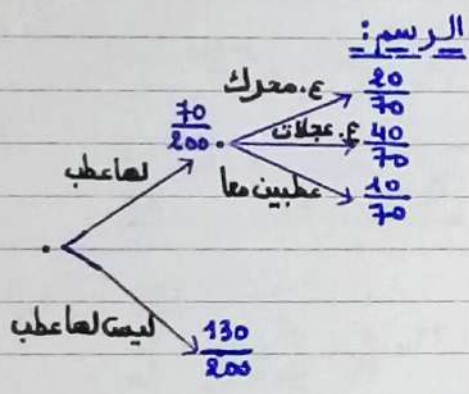 الرسم:
ع.محرك 20/70
70/200 ع.عجلات 40/70
لها عطب عطبين معا 10/70
ليست لها عطب 130/200